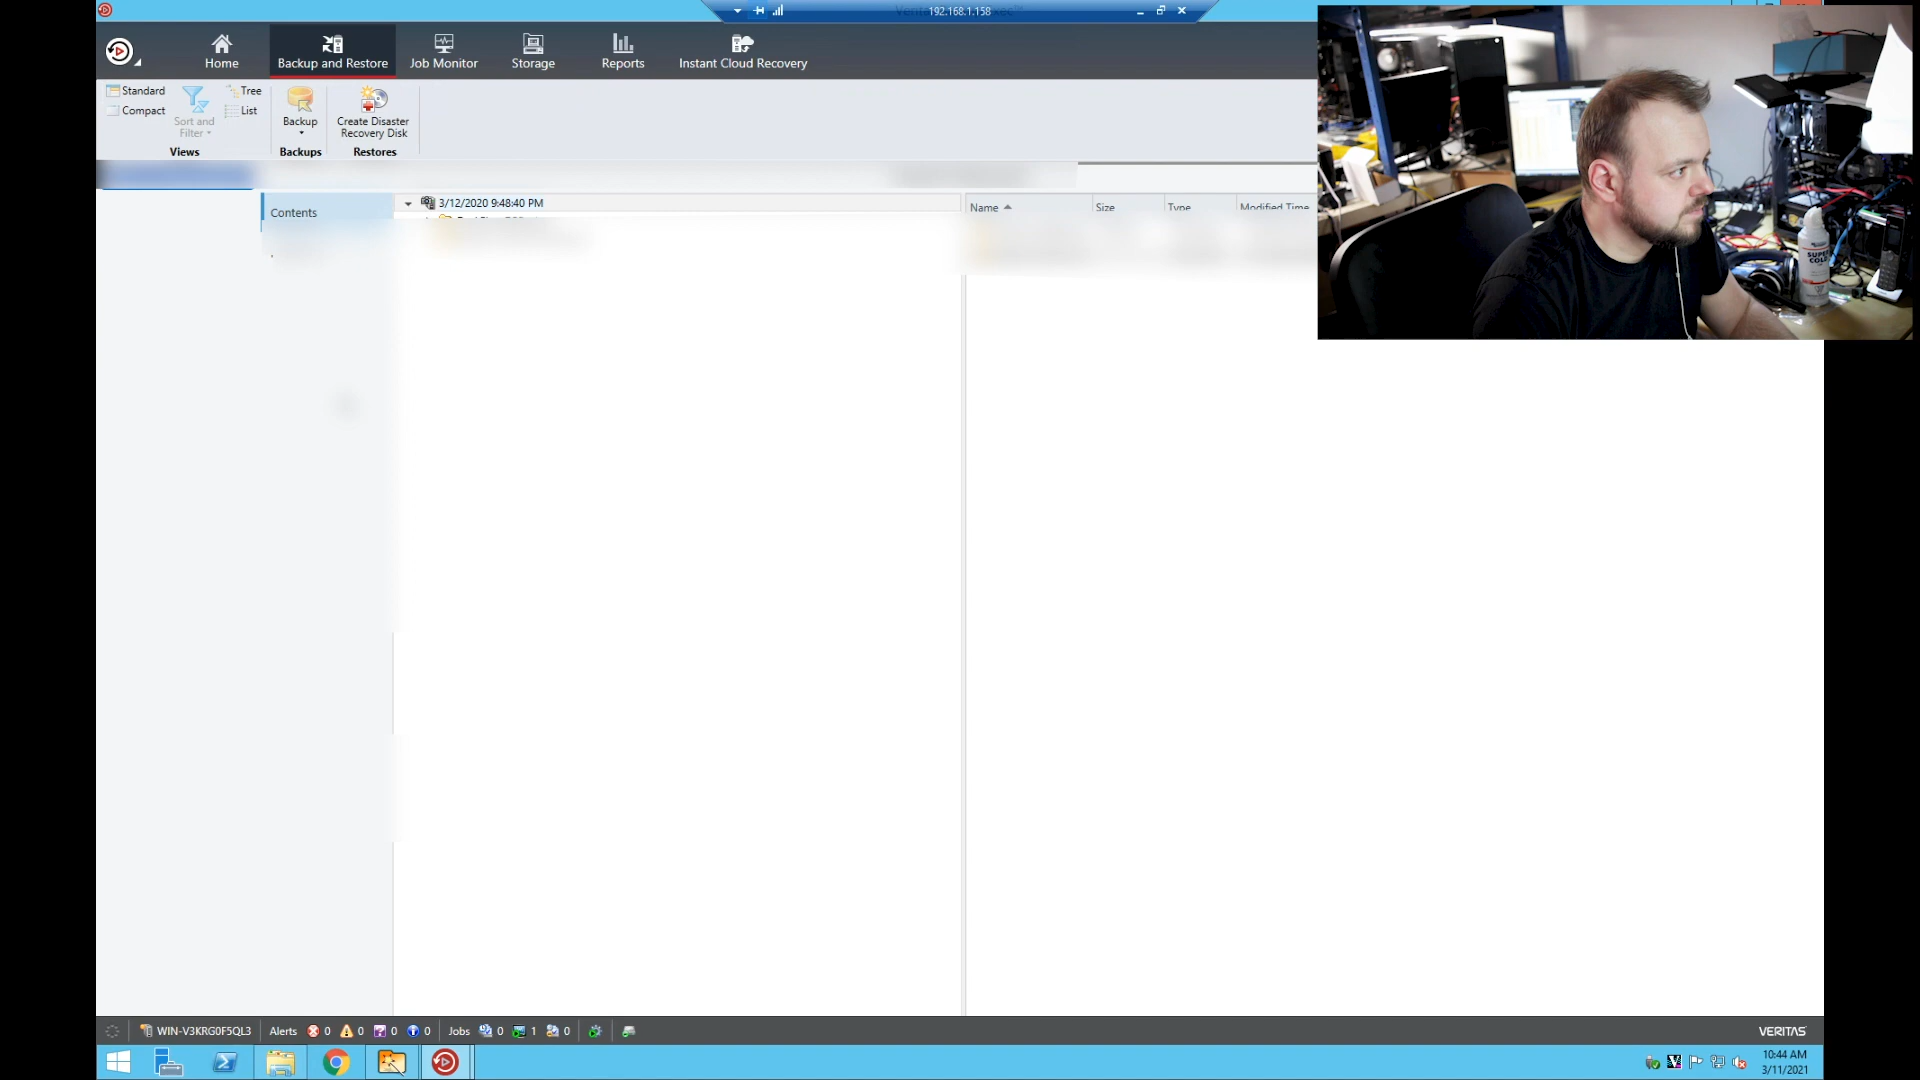 192.168.1.158
Home
Backup and Restore
Job Monitor
Storage
Reports
Instant Cloud Recovery
Standard
Compact
Sort and
Filter
Tree
List
Views
Backup
Backups
Create Disaster
Recovery Disk
Restores
Contents
3/12/2020 9:48:40 PM
Name
Size
Type
Modified Time
SUPER
COLD
WIN-V3KRG0F5QL3
Alerts
0
0
0
0
Jobs
0
1
0
VERITAS
10:44 AM
3/11/2021